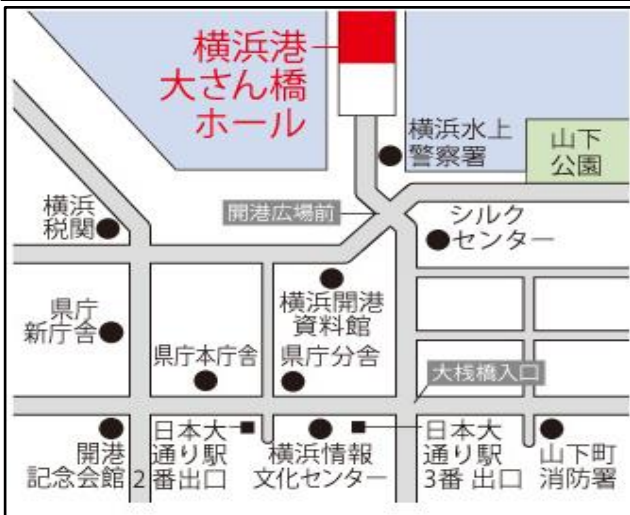 横浜港
大さん橋
ホール
横浜水上
警察署
山下
公園
横浜
税関
開港広場前
シルク
センター
県庁
新庁舎
横浜開港
資料館
県庁本庁舎
県庁分舎
大桟橋入口
開港
記念会館
日本大
通り駅
2番出口
横浜情報
文化センター
日本大
通り駅
3番 出口
山下町
消防署